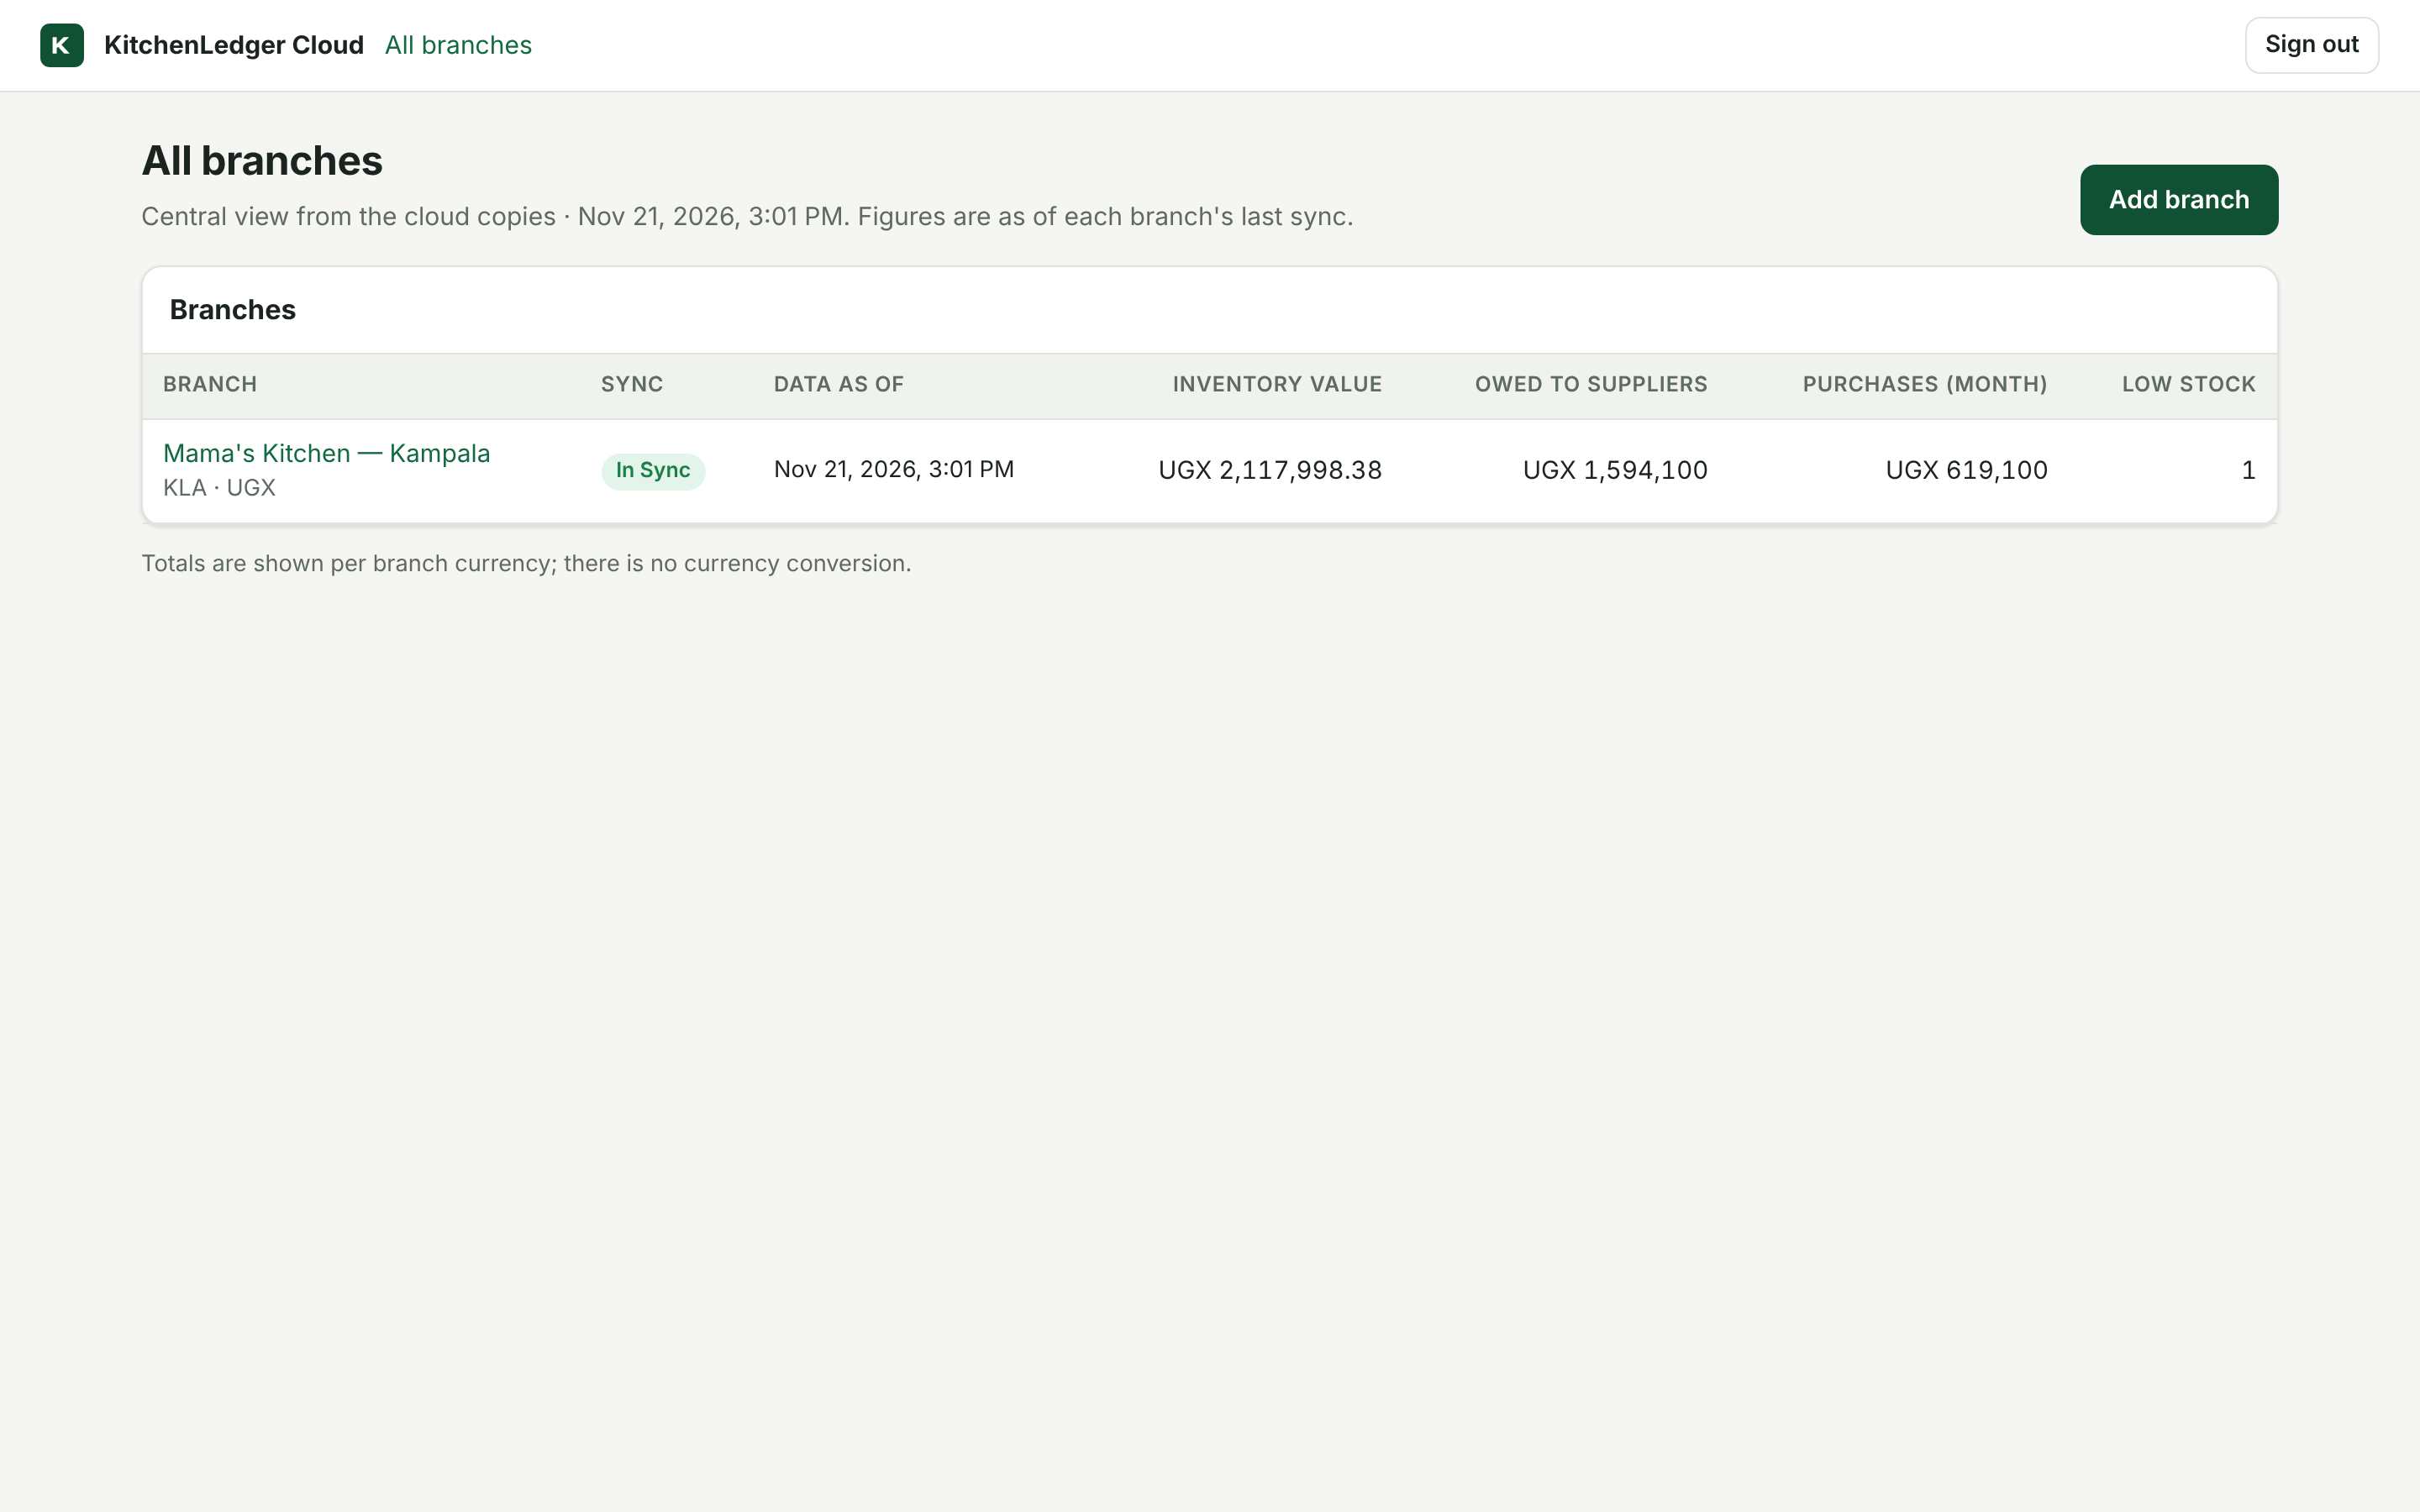 K KitchenLedger Cloud All branches Sign out
All branches
Central view from the cloud copies · Nov 21, 2026, 3:01 PM. Figures are as of each branch's last sync.
Add branch
Branches
BRANCH SYNC DATA AS OF INVENTORY VALUE OWED TO SUPPLIERS PURCHASES (MONTH) LOW STOCK
Mama's Kitchen — Kampala In Sync Nov 21, 2026, 3:01 PM UGX 2,117,998.38 UGX 1,594,100 UGX 619,100 1
KLA · UGX
Totals are shown per branch currency; there is no currency conversion.